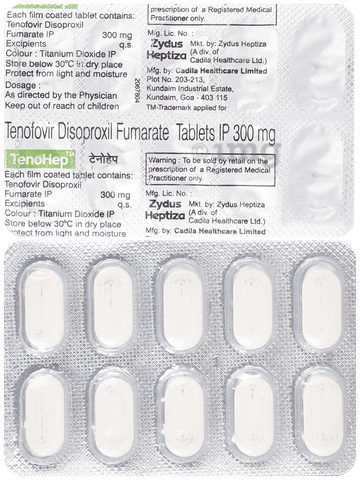 Each film coated tablet contains:
Tenofovir Disoproxil
Fumarate IP 300 mg
Excipients q.s.
Colour : Titanium Dioxide IP
Store below 30°C in dry place
Protect from light and moisture
Dosage :
As directed by the Physician
Keep out of reach of children
prescription of a Registered Medical
Practitioner only.
Mfg. Lic. No. :
Zydus
Heptiza
Mkt. by: Zydus Heptiza
(A div. of
Cadila Healthcare Ltd.)
Mfg. by: Cadila Healthcare Limited
Plot No. 203-213,
Kundaim Industrial Estate,
Kundaim, Goa - 403 115
TM-Trademark applied for
Tenofovir Disoproxil Fumarate Tablets IP 300 mg
TenoHep TM टेनोहेप
Each film coated tablet contains:
Tenofovir Disoproxil
Fumarate IP 300 mg
Excipients q.s.
Colour : Titanium Dioxide IP
Store below 30°C in dry place
Protect from light and moisture
Warning : To be sold by retail on the
prescription of a Registered Medical
Practitioner only.
Mfg. Lic. No. :
Zydus
Heptiza
Mkt. by: Zydus Heptiza
(A div. of
Cadila Healthcare Ltd.)
Mfg. by: Cadila Healthcare Limited